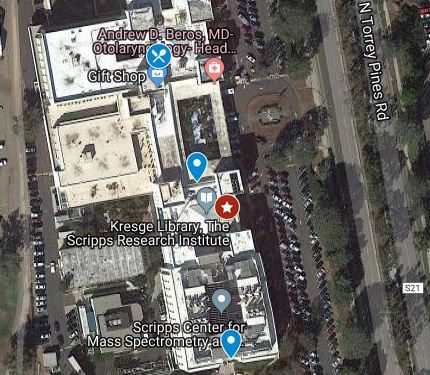 Andrew D. Beros, MD-
Otolaryngology- Head...
Gift Shop
N Torrey Pines Rd
Kresge Library, The
Scripps Research Institute
S21
Scripps Center for
Mass Spectrometry a